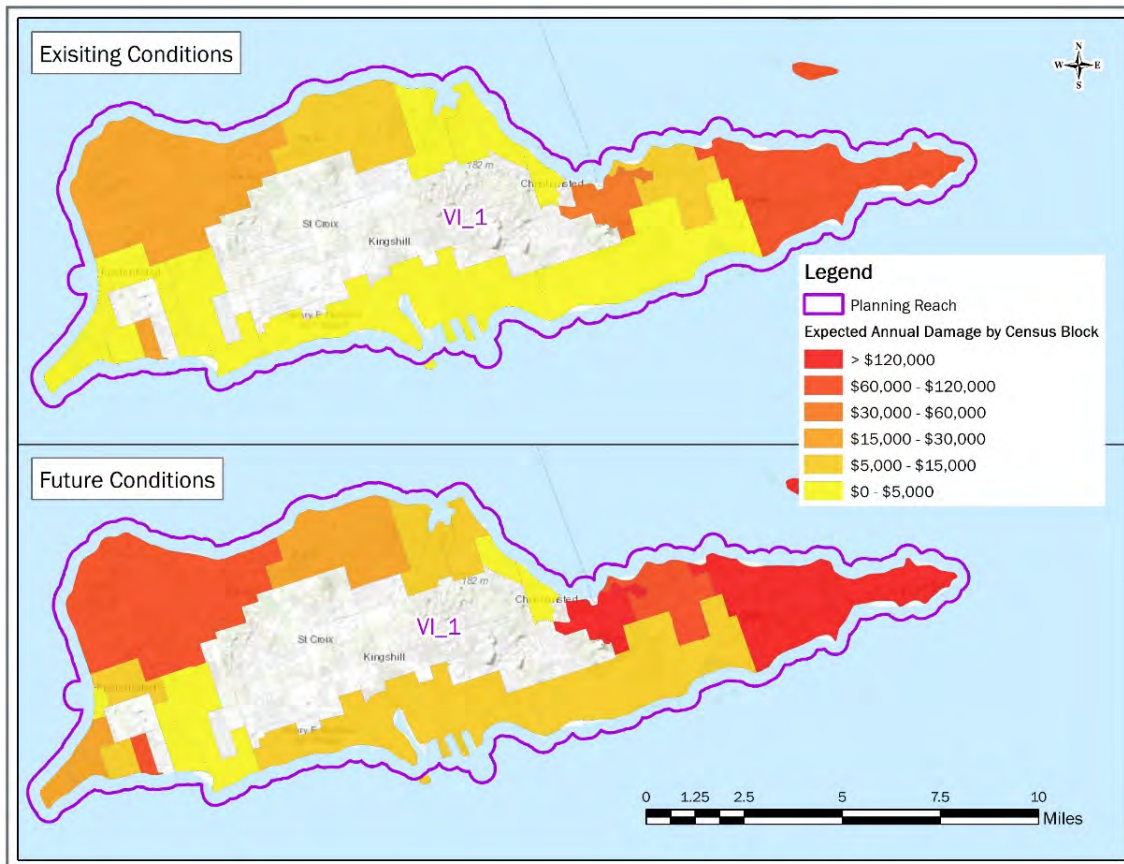 Exisiting Conditions
N
W E
S
182 m
Christiansted
VI_1
St Croix
Kingshill
Legend
Planning Reach
Expected Annual Damage by Census Block
> $120,000
$60,000 - $120,000
$30,000 - $60,000
$15,000 - $30,000
$5,000 - $15,000
$0 - $5,000
Future Conditions
182 m
VI_1
St Croix
Kingshill
0 1.25 2.5 5 7.5 10
Miles